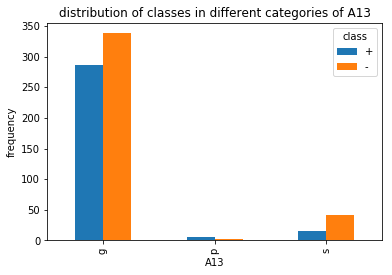 distribution of classes in different categories of A13
class
+
-
frequency
350
300
250
200
150
100
50
0
g
p
s
A13